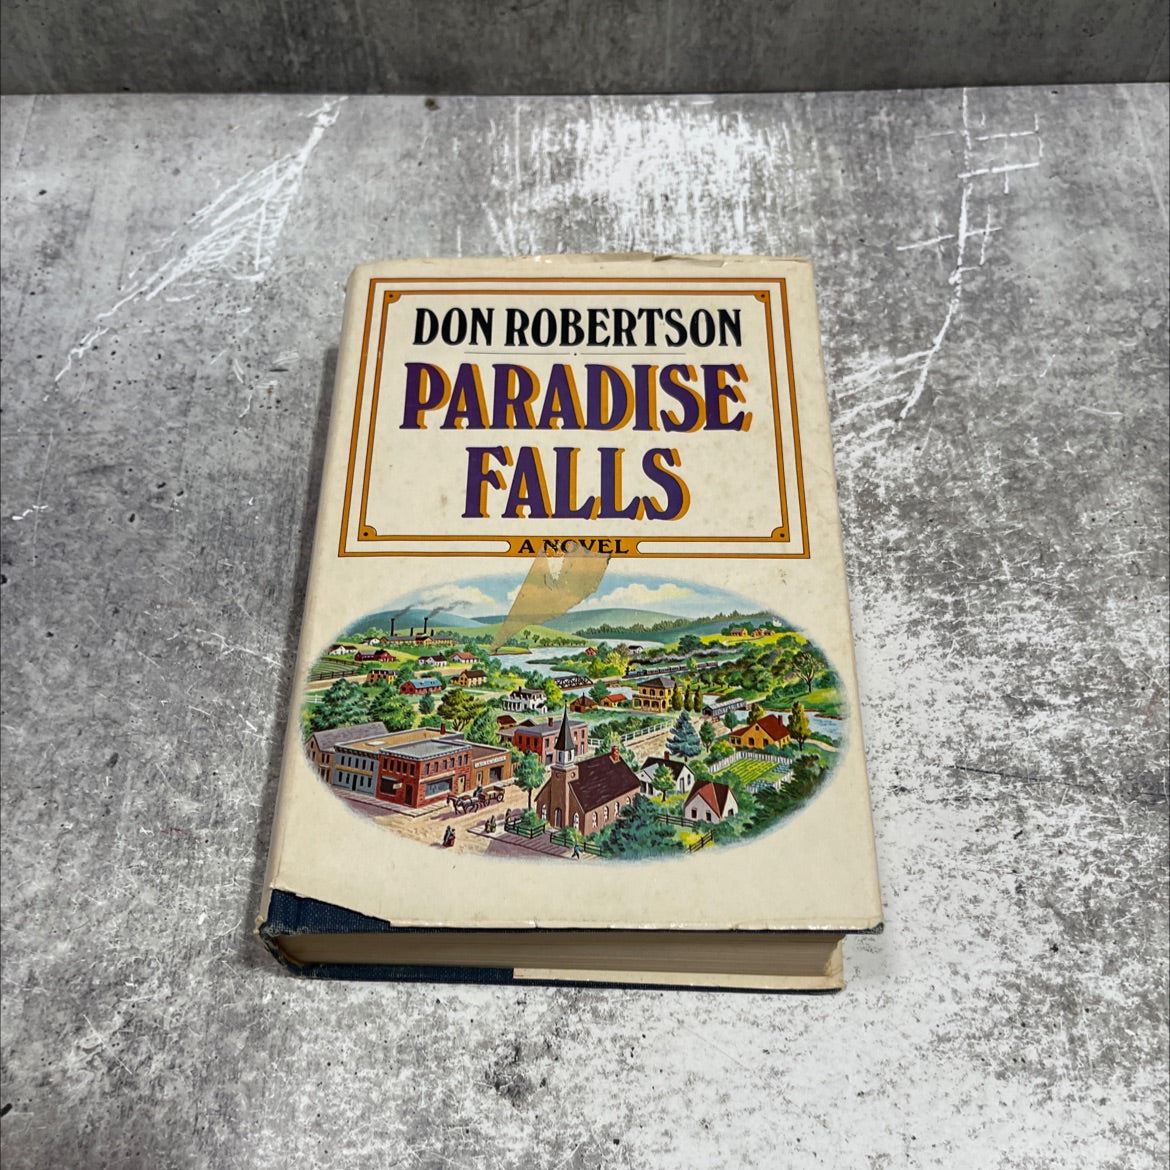 DON ROBERTSON
PARADISE
FALLS
A NOVEL